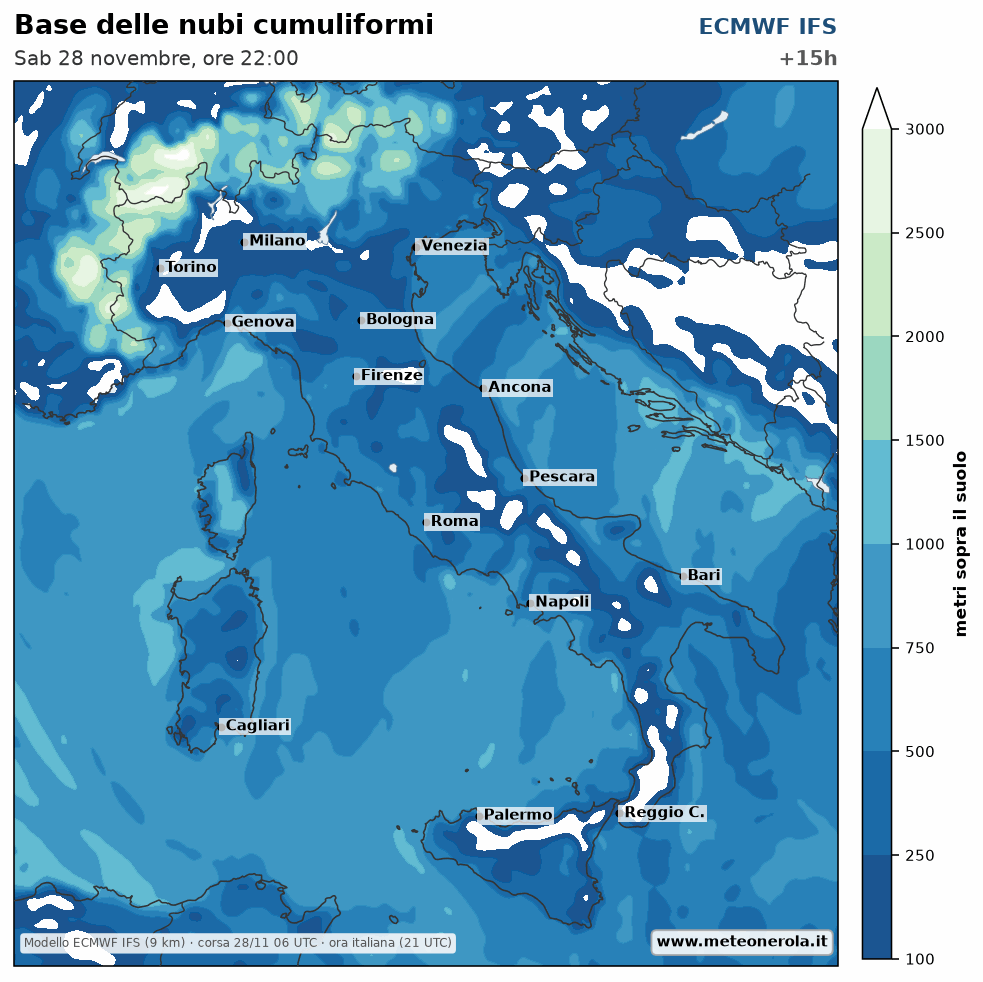 Base delle nubi cumuliformi
ECMWF IFS
Sab 28 novembre, ore 22:00
+15h
Milano
Venezia
Torino
Genova
Bologna
Firenze
Ancona
Pescara
Roma
Bari
Napoli
Cagliari
Palermo
Reggio C.
3000
2500
2000
1500
1000
750
500
250
100
metri sopra il suolo
Modello ECMWF IFS (9 km) · corsa 28/11 06 UTC · ora italiana (21 UTC)
www.meteonerola.it